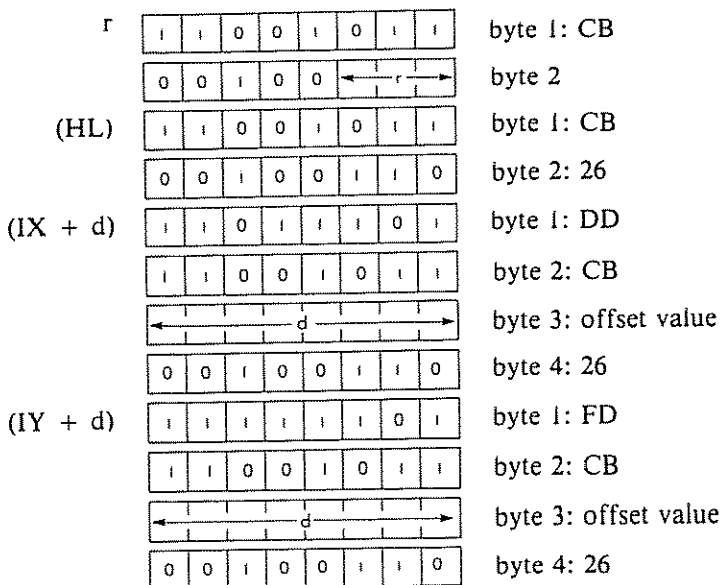 r 1 1 0 0 1 0 1 1 byte 1: CB
0 0 1 0 0 r byte 2
(HL) 1 1 0 0 1 0 1 1 byte 1: CB
0 0 1 0 0 1 1 0 byte 2: 26
(IX + d) 1 1 0 1 1 1 0 1 byte 1: DD
1 1 0 0 1 0 1 1 byte 2: CB
d byte 3: offset value
0 0 1 0 0 1 1 0 byte 4: 26
(IY + d) 1 1 1 1 1 1 0 1 byte 1: FD
1 1 0 0 1 0 1 1 byte 2: CB
d byte 3: offset value
0 0 1 0 0 1 1 0 byte 4: 26